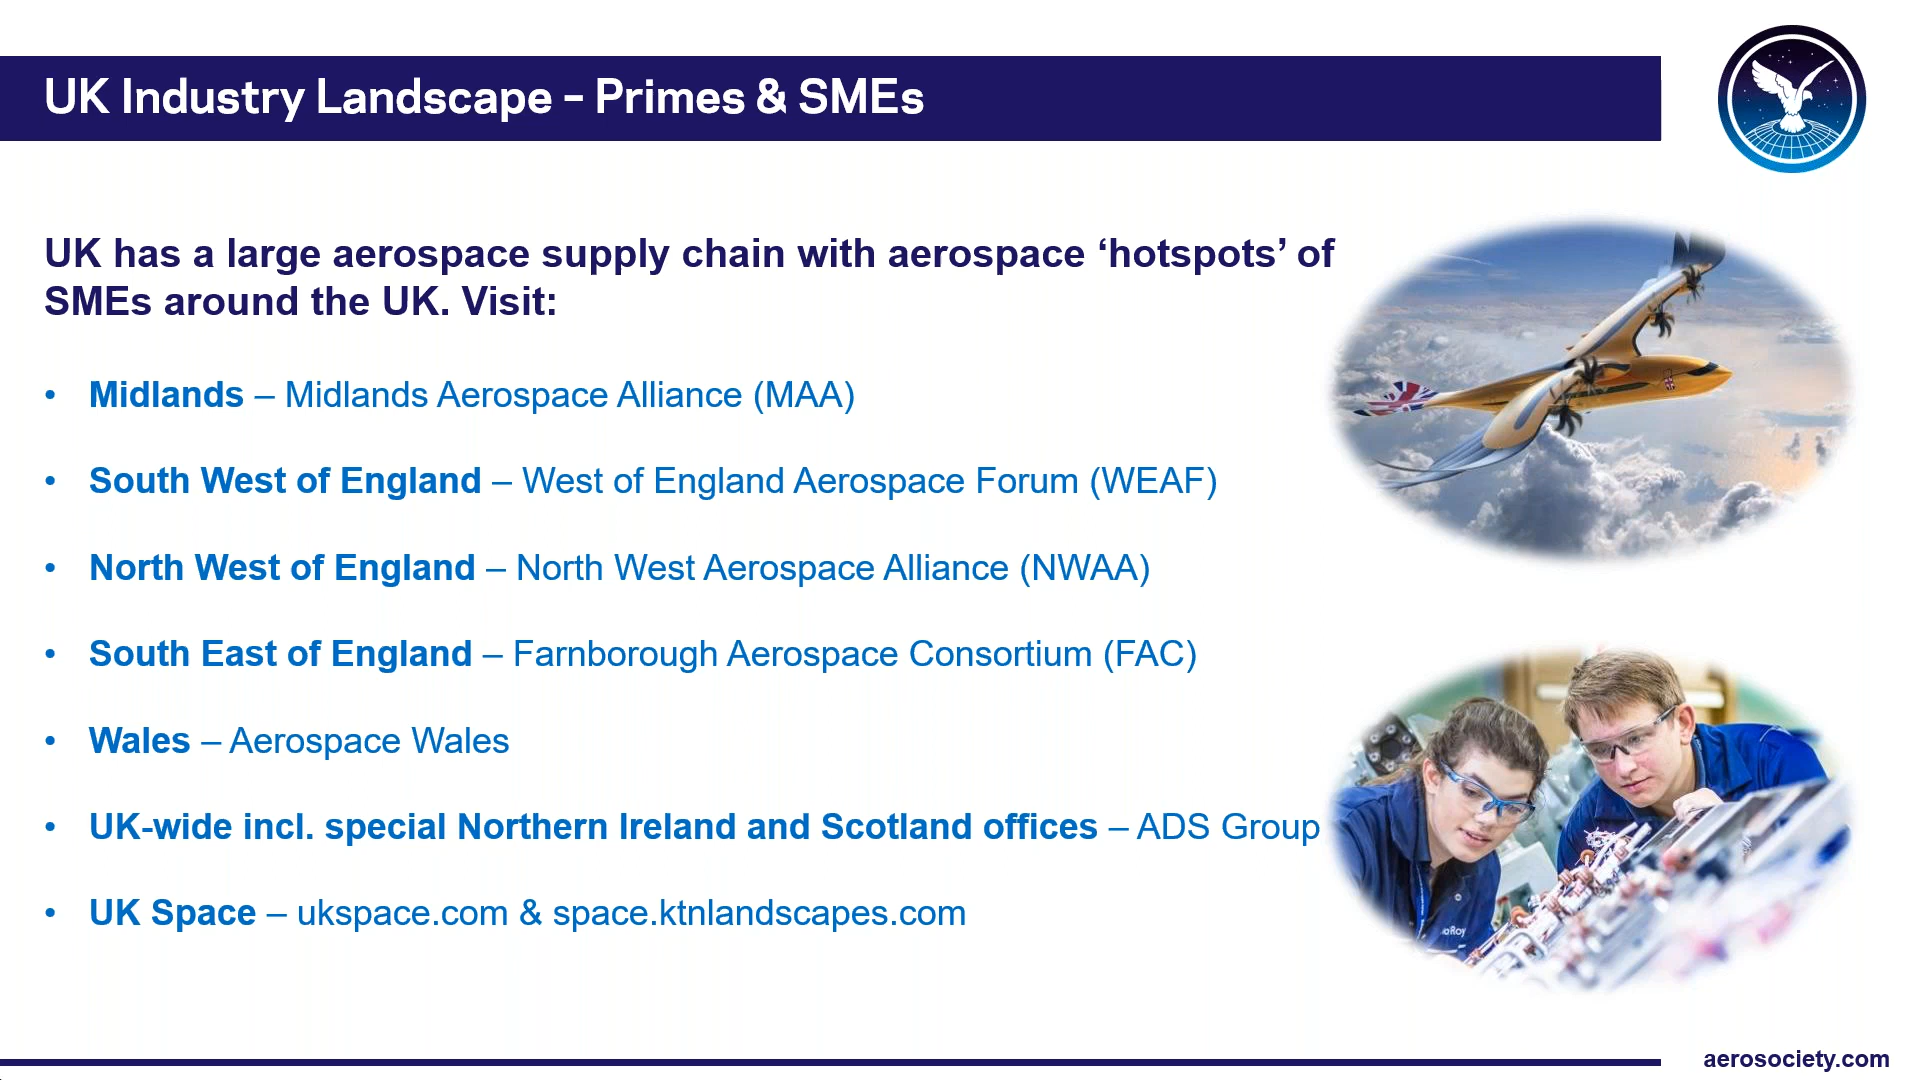 UK Industry Landscape – Primes & SMEs
UK has a large aerospace supply chain with aerospace ‘hotspots’ of
SMEs around the UK. Visit:
• Midlands – Midlands Aerospace Alliance (MAA)
• South West of England – West of England Aerospace Forum (WEAF)
• North West of England – North West Aerospace Alliance (NWAA)
• South East of England – Farnborough Aerospace Consortium (FAC)
• Wales – Aerospace Wales
• UK-wide incl. special Northern Ireland and Scotland offices – ADS Group
• UK Space – ukspace.com & space.ktnlandscapes.com
aerosociety.com